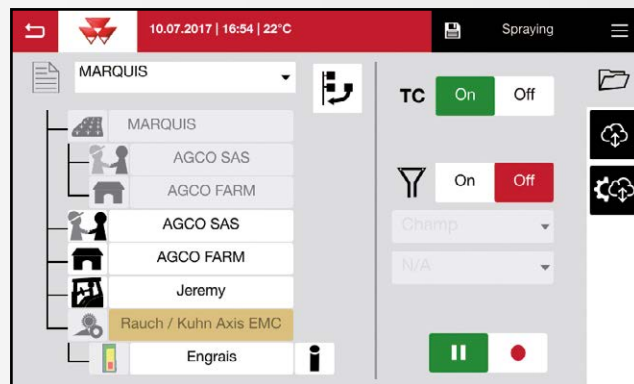 10.07.2017 | 16:54 | 22°C
Spraying
MARQUIS
MARQUIS
AGCO SAS
AGCO FARM
AGCO SAS
AGCO FARM
Jeremy
Rauch / Kuhn Axis EMC
Engrais
TC On Off
On Off
Champ
N/A